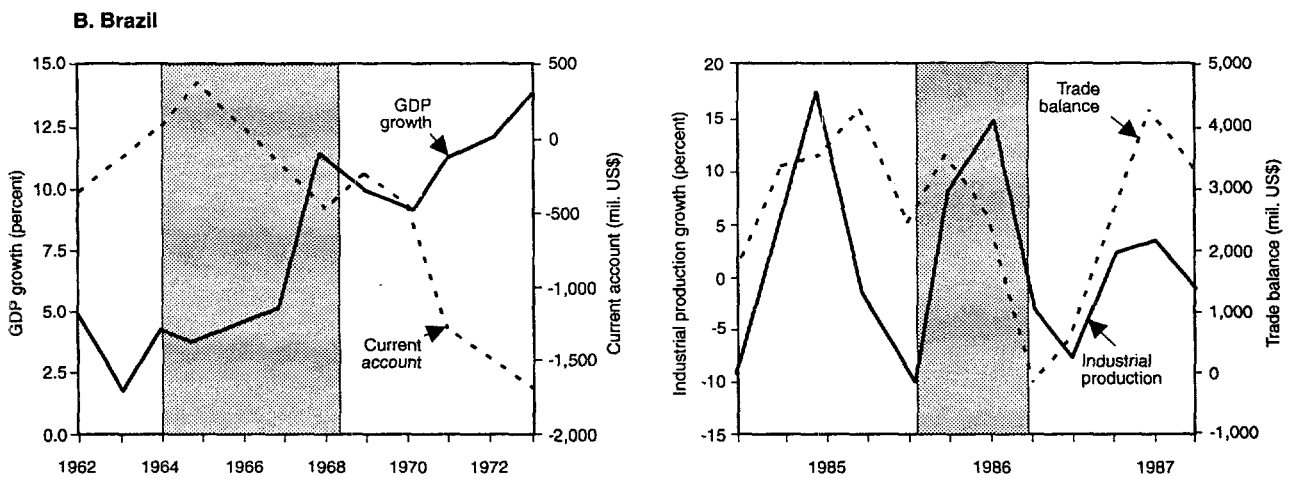 B. Brazil
GDP growth (percent)
15.0
12.5
10.0
7.5
5.0
2.5
0.0
GDP
growth
Current
account
500
0
-500
-1,000
-1,500
-2,000
Current account (mil. US$)
1962
1964
1966
1968
1970
1972
Industrial production growth (percent)
20
15
10
5
0
-5
-10
-15
Trade
balance
Industrial
production
5,000
4,000
3,000
2,000
1,000
0
-1,000
Trade balance (mil. US$)
1985
1986
1987